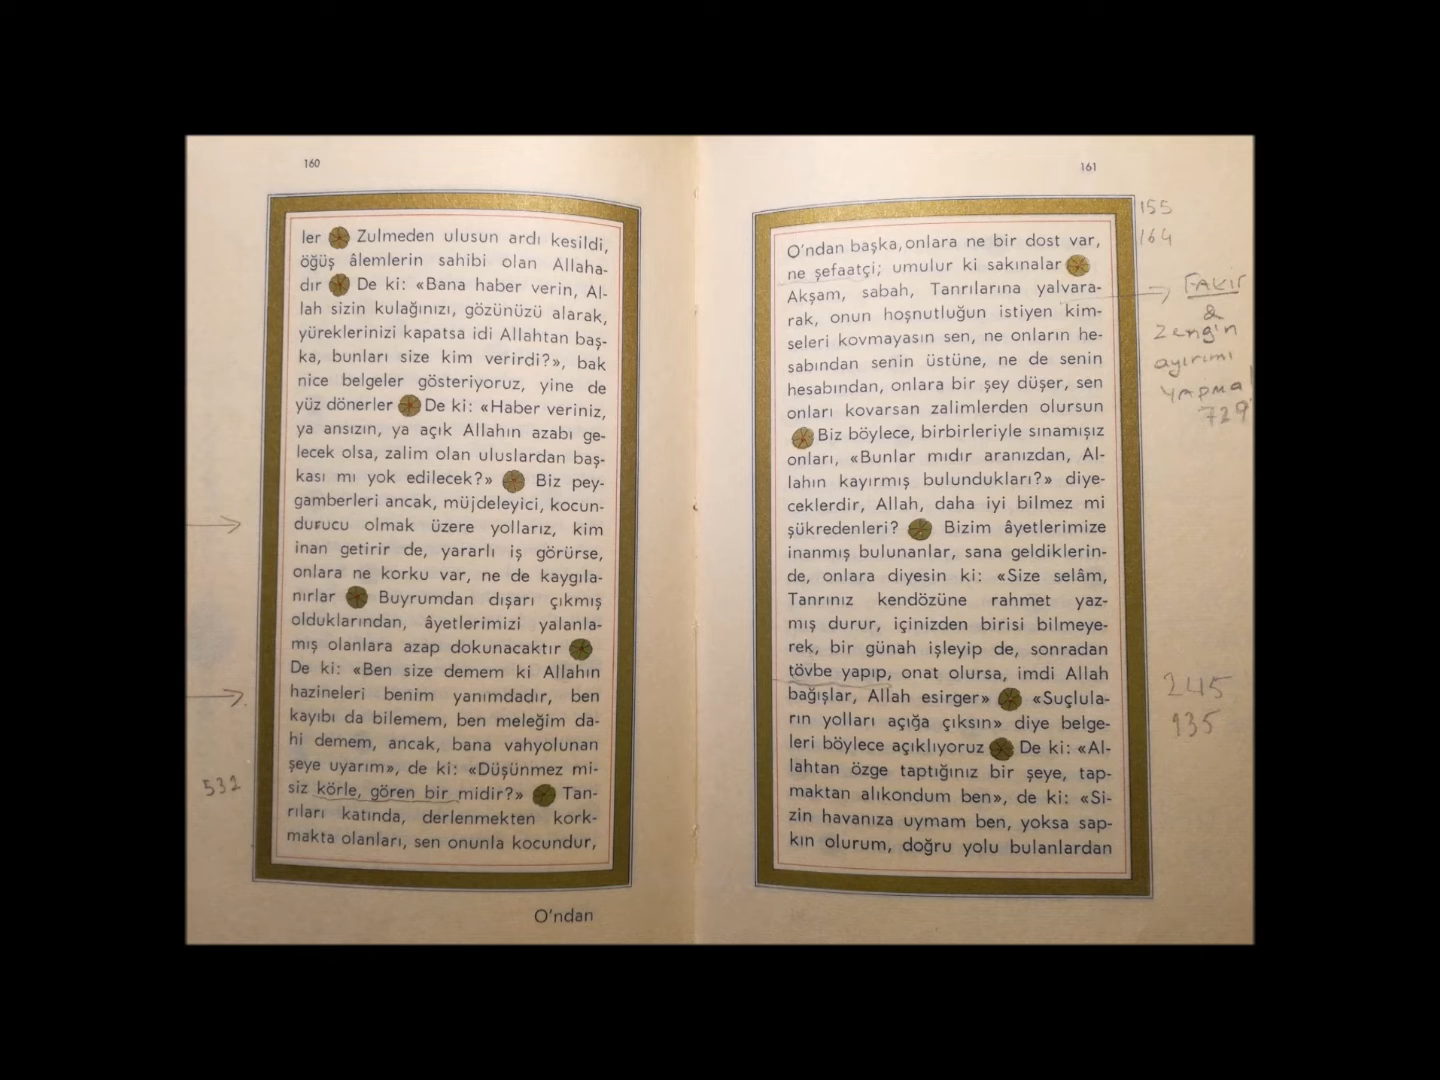 160
ler Zulmeden ulusun ardı kesildi,
öğüş âlemlerin sahibi olan Allaha-
dır De ki: «Bana haber verin, Al-
lah sizin kulağınızı, gözünüzü alarak,
yüreklerinizi kapatsa idi Allahtan baş-
ka, bunları size kim verirdi?», bak
nice belgeler gösteriyoruz, yine de
yüz dönerler De ki: «Haber veriniz,
ya ansızın, ya açık Allahın azabı ge-
lecek olsa, zalim olan uluslardan baş-
kası mı yok edilecek?» Biz pey-
gamberleri ancak, müjdeleyici, kocun-
durucu olmak üzere yollarız, kim
inan getirir de, yararlı iş görürse,
onlara ne korku var, ne de kaygıla-
nırlar Buyrumdan dışarı çıkmış
olduklarından, âyetlerimizi yalanla-
mış olanlara azap dokunacaktır
De ki: «Ben size demem ki Allahın
hazineleri benim yanımdadır, ben
kayıbı da bilemem, ben meleğim da-
hi demem, ancak, bana vahyolunan
şeye uyarım», de ki: «Düşünmez mi-
siz körle, gören bir midir?» Tan-
rıları katında, derlenmekten kork-
makta olanları, sen onunla kocundur,
O'ndan
532
161
O'ndan başka, onlara ne bir dost var,
ne şefaatçi; umulur ki sakınalar
Akşam, sabah, Tanrılarına yalvara-
rak, onun hoşnutluğun istiyen kim-
seleri kovmayasın sen, ne onların he-
sabından senin üstüne, ne de senin
hesabından, onlara bir şey düşer, sen
onları kovarsan zalimlerden olursun
Biz böylece, birbirleriyle sınamışız
onları, «Bunlar mıdır aranızdan, Al-
lahın kayırmış bulundukları?» diye-
ceklerdir, Allah, daha iyi bilmez mi
şükredenleri? Bizim âyetlerimize
inanmış bulunanlar, sana geldiklerin-
de, onlara diyesin ki: «Size selâm,
Tanrınız kendözüne rahmet yaz-
mış durur, içinizden birisi bilmeye-
rek, bir günah işleyip de, sonradan
tövbe yapıp, onat olursa, imdi Allah
bağışlar, Allah esirger» «Suçlula-
rın yolları açığa çıksın» diye belge-
leri böylece açıklıyoruz De ki: «Al-
lahtan özge taptığınız bir şeye, tap-
maktan alıkondum ben», de ki: «Si-
zin havanıza uymam ben, yoksa sap-
kın olurum, doğru yolu bulanlardan
155
164
FAKir
&
Zengin
ayırımı
yapma!
729
245
935